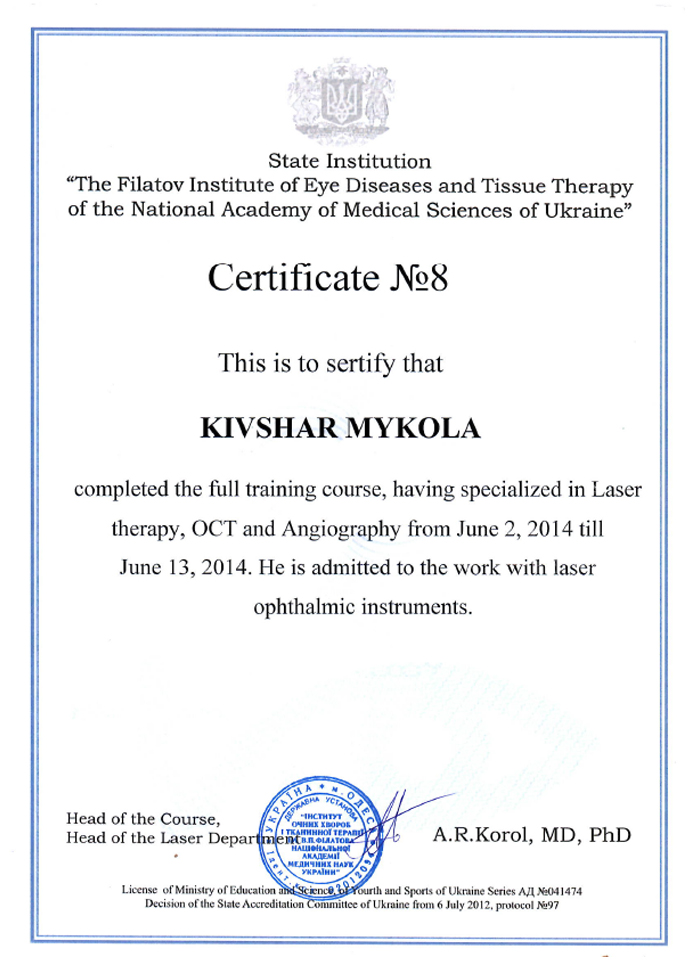 State Institution
“The Filatov Institute of Eye Diseases and Tissue Therapy
of the National Academy of Medical Sciences of Ukraine”
Certificate №8
This is to sertify that
KIVSHAR MYKOLA
completed the full training course, having specialized in Laser
therapy, OCT and Angiography from June 2, 2014 till
June 13, 2014. He is admitted to the work with laser
ophthalmic instruments.
Head of the Course,
Head of the Laser Department
A.R.Korol, MD, PhD
УКРАЇНА * м.ОДЕС
ДЕРЖАВНА УСТАНОВА
“ІНСТИТУТ
ОЧНИХ ХВОРОБ
І ТКАНИННОЇ ТЕРАПІЇ
В.П. ФІЛАТОВА
НАЦІОНАЛЬНОЇ
АКАДЕМІЇ
МЕДИЧНИХ НАУК
УКРАЇНИ”
License of Ministry of Education and Science, of Yourth and Sports of Ukraine Series АД №041474
Decision of the State Accreditation Committee of Ukraine from 6 July 2012, protocol №97